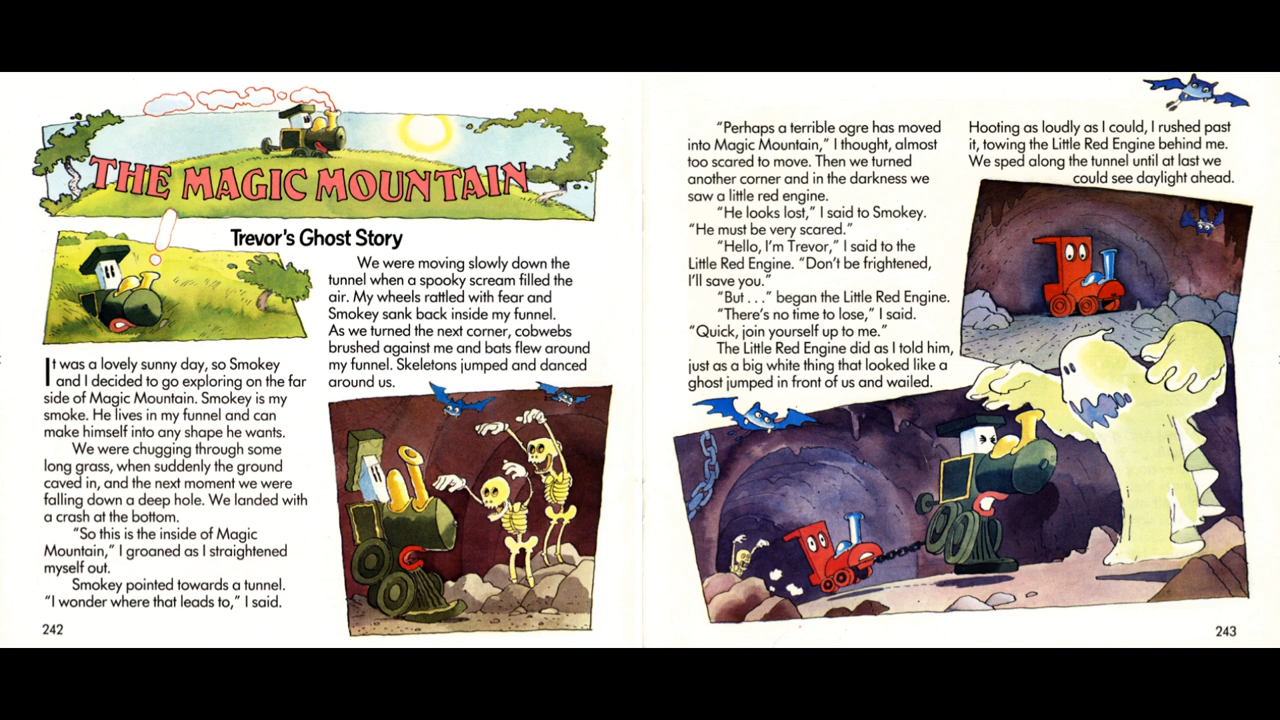 THE MAGIC MOUNTAIN
Trevor's Ghost Story
It was a lovely sunny day, so Smokey
and I decided to go exploring on the far
side of Magic Mountain. Smokey is my
smoke. He lives in my funnel and can
make himself into any shape he wants.
We were chugging through some
long grass, when suddenly the ground
caved in, and the next moment we were
falling down a deep hole. We landed with
a crash at the bottom.
"So this is the inside of Magic
Mountain," I groaned as I straightened
myself out.
Smokey pointed towards a tunnel.
"I wonder where that leads to," I said.
242
We were moving slowly down the
tunnel when a spooky scream filled the
air. My wheels rattled with fear and
Smokey sank back inside my funnel.
As we turned the next corner, cobwebs
brushed against me and bats flew around
my funnel. Skeletons jumped and danced
around us.
"Perhaps a terrible ogre has moved
into Magic Mountain," I thought, almost
too scared to move. Then we turned
another corner and in the darkness we
saw a little red engine.
"He looks lost," I said to Smokey.
"He must be very scared."
"Hello, I'm Trevor," I said to the
Little Red Engine. "Don't be frightened,
I'll save you."
"But . . ." began the Little Red Engine.
"There's no time to lose," I said.
"Quick, join yourself up to me."
The Little Red Engine did as I told him,
just as a big white thing that looked like a
ghost jumped in front of us and wailed.
Hooting as loudly as I could, I rushed past
it, towing the Little Red Engine behind me.
We sped along the tunnel until at last we
could see daylight ahead.
243